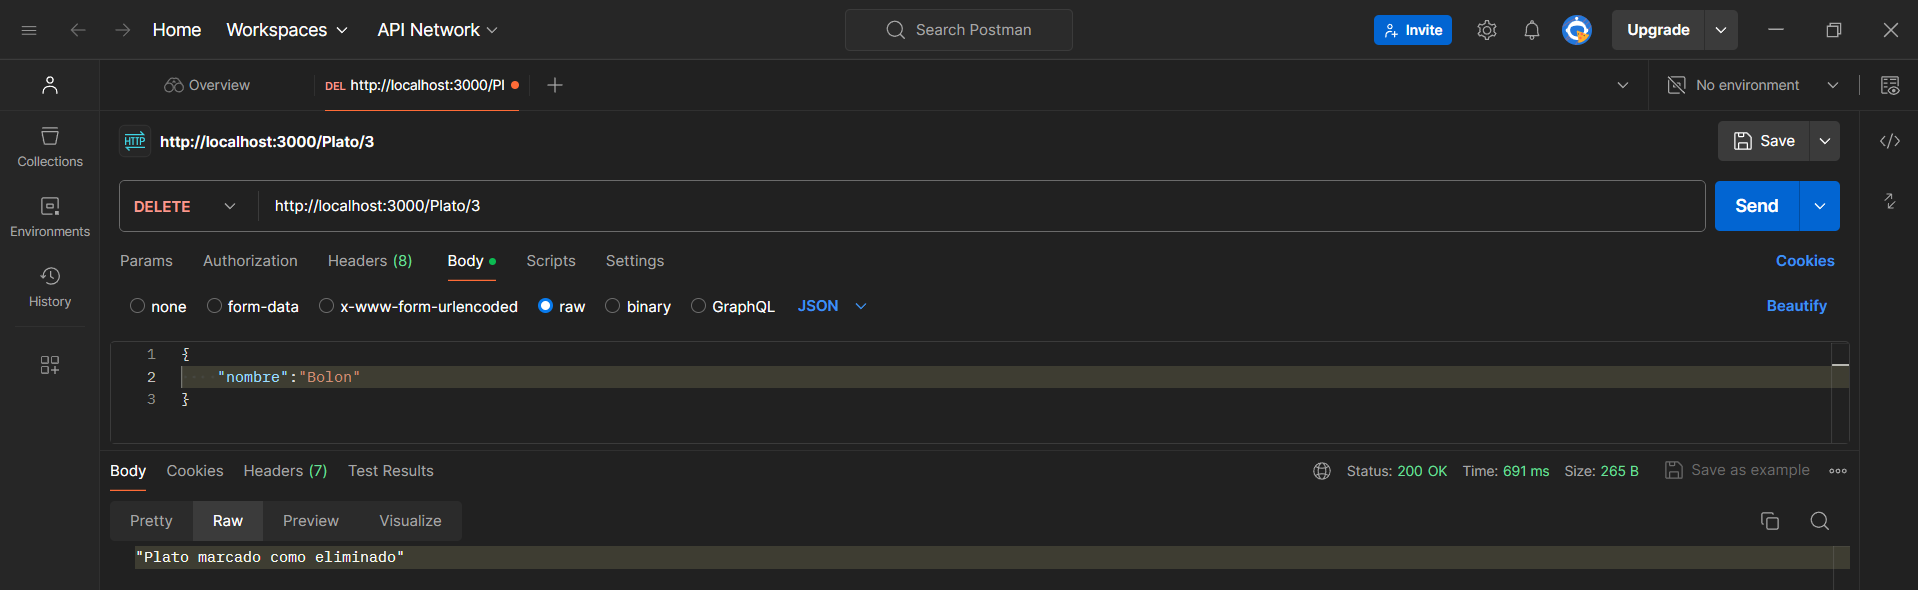 Home Workspaces API Network Search Postman Invite Upgrade
Overview DEL http://localhost:3000/Pl No environment
HTTP http://localhost:3000/Plato/3 Save
Collections
DELETE http://localhost:3000/Plato/3 Send
Environments
Params Authorization Headers (8) Body Scripts Settings Cookies
History
none form-data x-www-form-urlencoded raw binary GraphQL JSON Beautify
1 {
2 "nombre":"Bolon"
3 }
Body Cookies Headers (7) Test Results Status: 200 OK Time: 691 ms Size: 265 B Save as example
Pretty Raw Preview Visualize
"Plato marcado como eliminado"